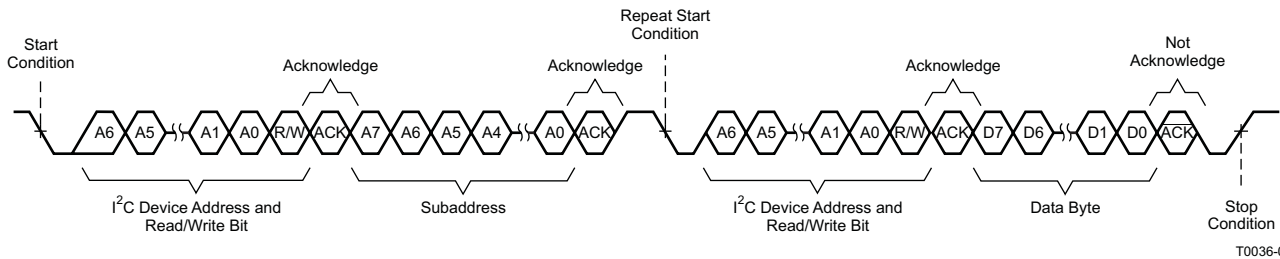 Repeat Start
Condition
Start
Condition
Not
Acknowledge
Acknowledge
Acknowledge
Acknowledge
A6 A5 A1 A0 R/W ACK A7 A6 A5 A4 A0 ACK A6 A5 A1 A0 R/W ACK D7 D6 D1 D0 ACK
I²C Device Address and
Read/Write Bit
Subaddress
I²C Device Address and
Read/Write Bit
Data Byte
Stop
Condition